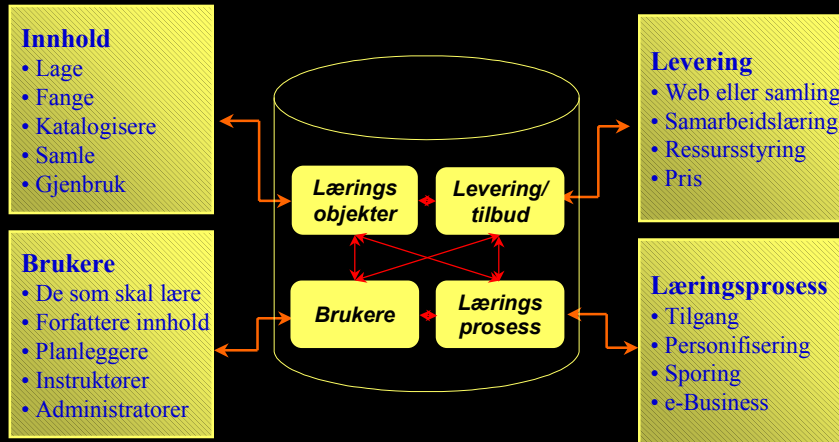 Innhold
• Lage
• Fange
• Katalogisere
• Samle
• Gjenbruk
Brukere
• De som skal lære
• Forfattere innhold
• Planleggere
• Instruktører
• Administratorer
Lærings
objekter
Levering/
tilbud
Brukere
Lærings
prosess
Levering
• Web eller samling
• Samarbeidslæring
• Ressursstyring
• Pris
Læringsprosess
• Tilgang
• Personifisering
• Sporing
• e-Business